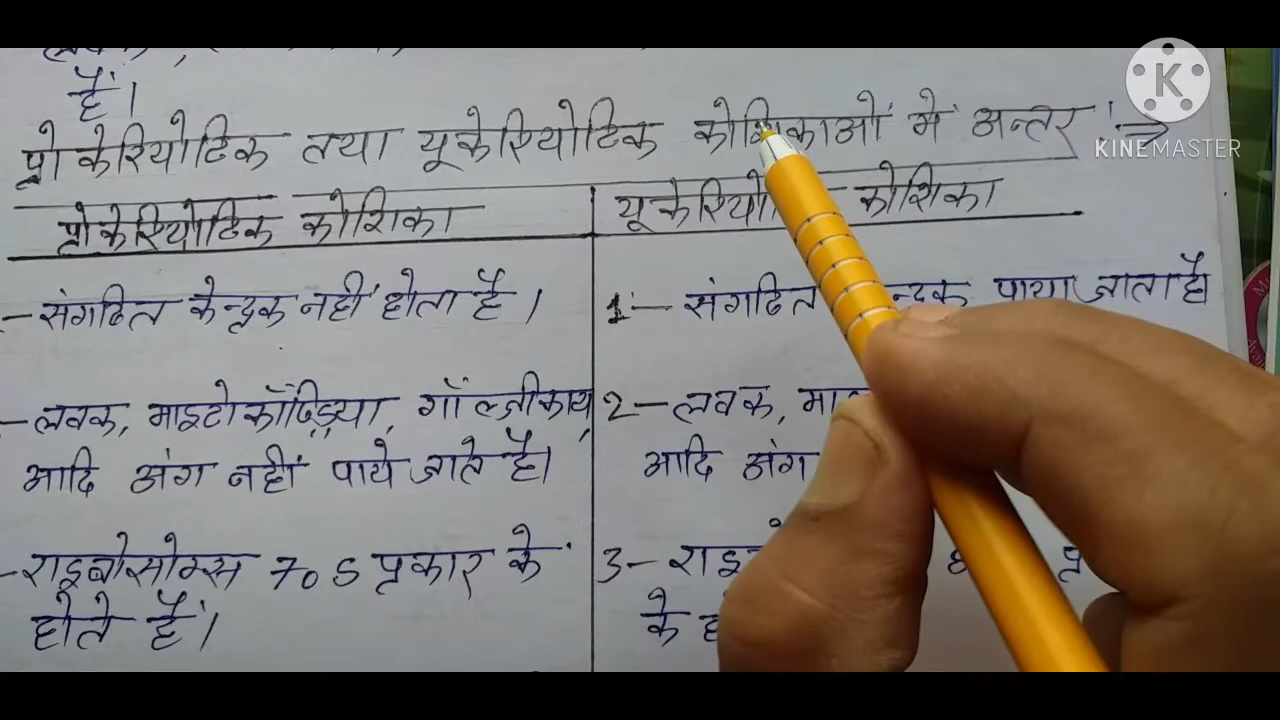 हैं।
प्रोकेरियोटिक तथा यूकेरियोटिक कोशिकाओं में अन्तर :→
प्रोकेरियोटिक कोशिका
यूकेरियो कोशिका
- संगठित केन्द्रक नहीं होता है।
1:- संगठित न्द्रक पाया जाता है
- लवक, माइटोकॉण्ड्रिया, गॉल्जीकाय,
आदि अंग नहीं पाये जाते हैं।
2- लवक, मा
आदि अंग
- राइबोसोम्स 70 S प्रकार के
होते हैं।
3- राइ प्र
के ह
K
KINEMASTER